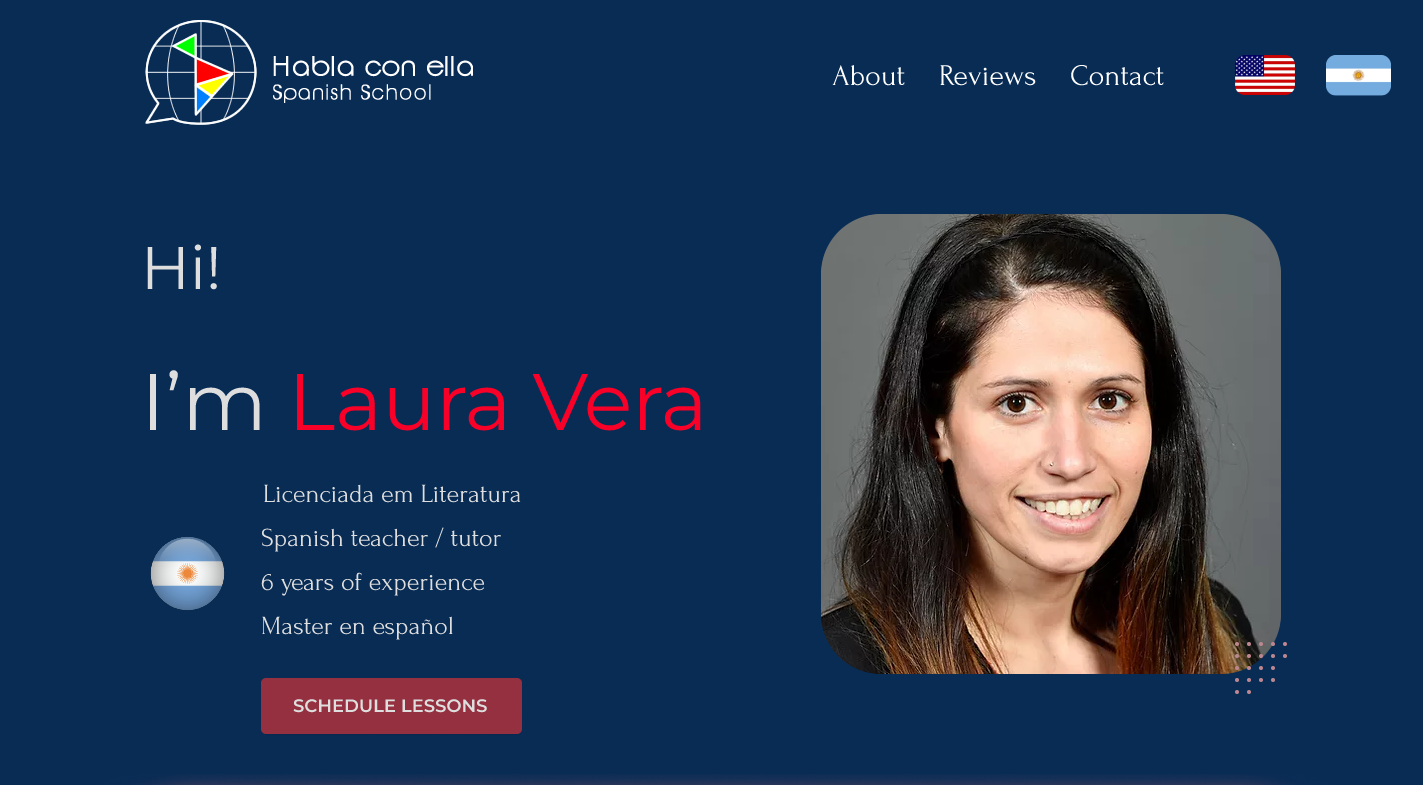 Habla con ella
Spanish School
About Reviews Contact
Hi!
I’m Laura Vera
Licenciada em Literatura
Spanish teacher / tutor
6 years of experience
Master en español
SCHEDULE LESSONS